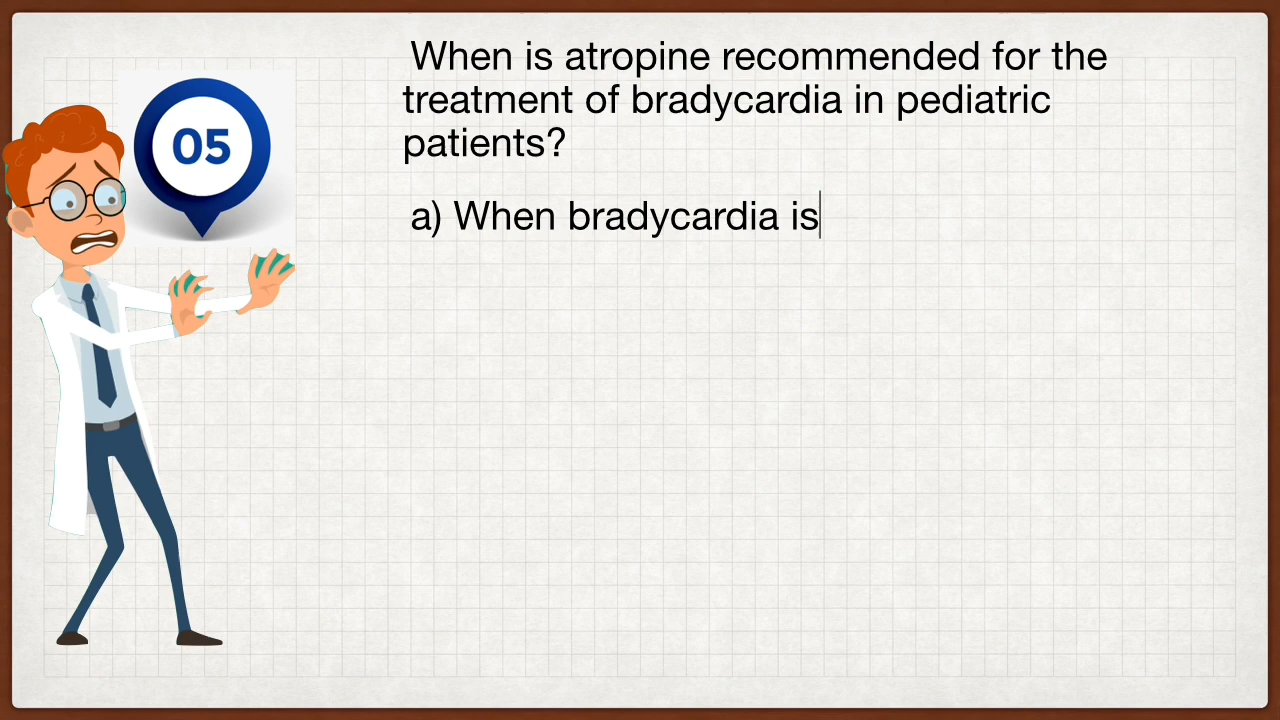 05
When is atropine recommended for the
treatment of bradycardia in pediatric
patients?
a) When bradycardia is